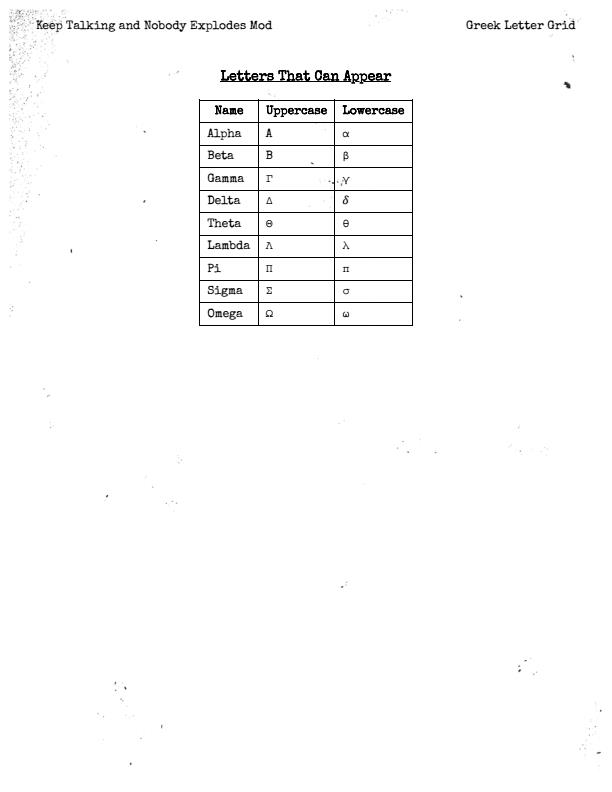 Keep Talking and Nobody Explodes Mod Greek Letter Grid
Letters That Can Appear
Name Uppercase Lowercase
Alpha Α α
Beta Β β
Gamma Γ γ
Delta Δ δ
Theta Θ θ
Lambda Λ λ
Pi Π π
Sigma Σ σ
Omega Ω ω